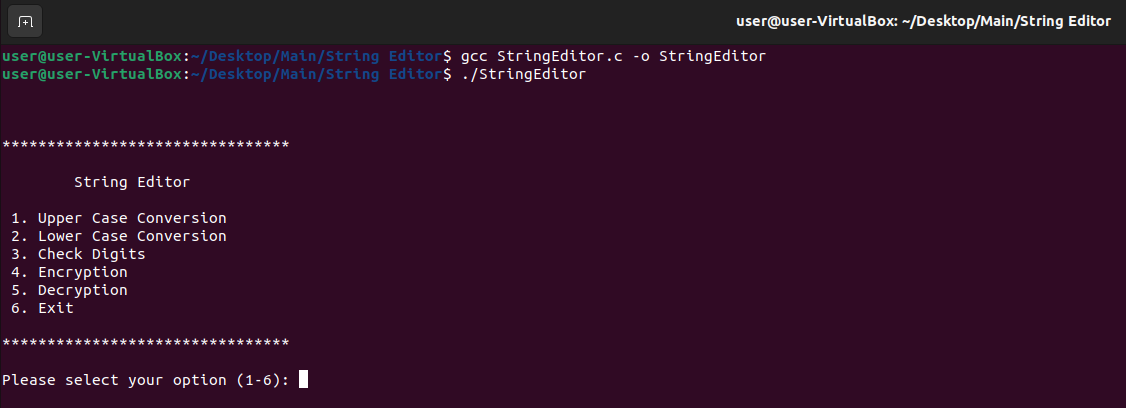 user@user-VirtualBox: ~/Desktop/Main/String Editor
user@user-VirtualBox:~/Desktop/Main/String Editor$ gcc StringEditor.c -o StringEditor
user@user-VirtualBox:~/Desktop/Main/String Editor$ ./StringEditor
********************************
String Editor
1. Upper Case Conversion
2. Lower Case Conversion
3. Check Digits
4. Encryption
5. Decryption
6. Exit
********************************
Please select your option (1-6):